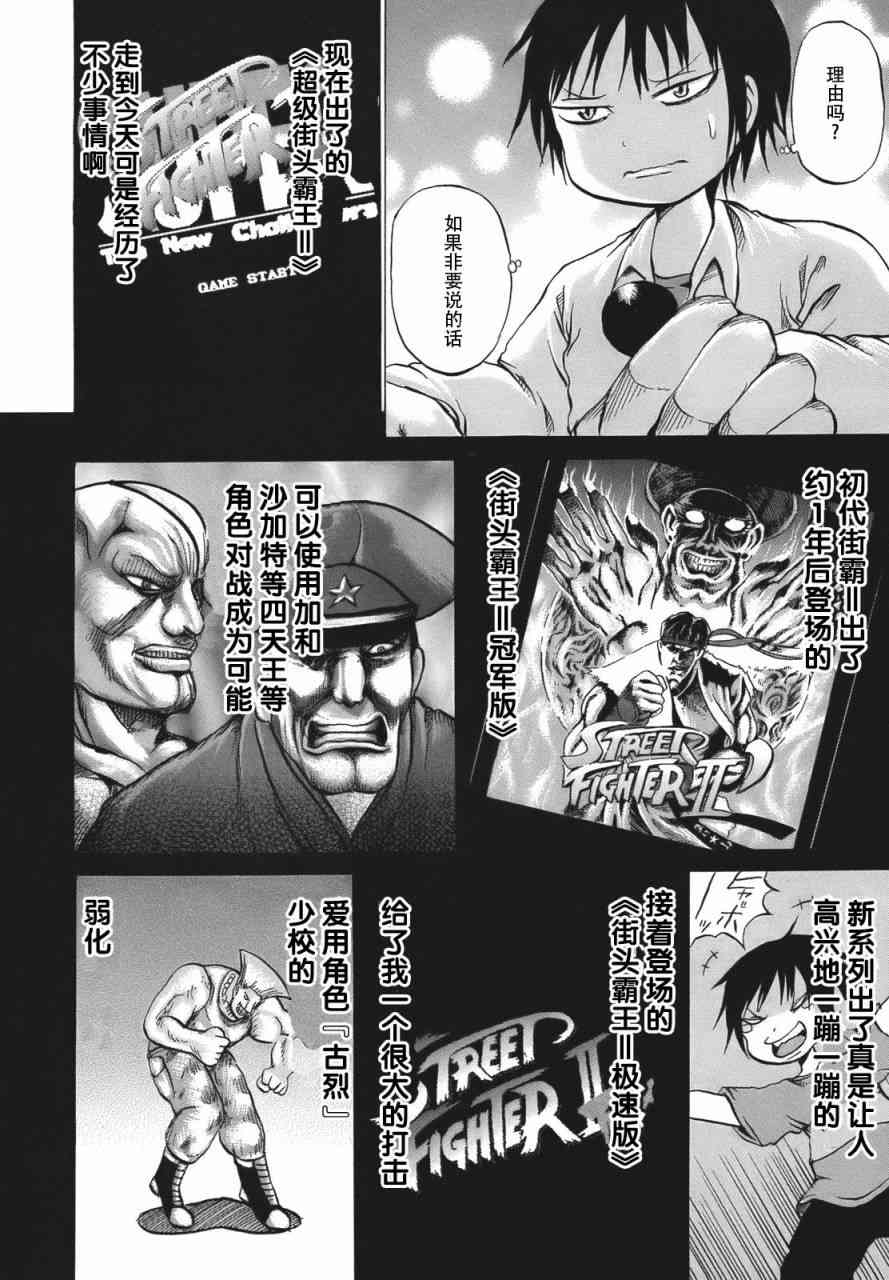 理由吗?
如果非要说的话
现在出了的
《超级街头霸王Ⅱ》
走到今天可是经历了
不少事情啊
STREET
FIGHTER
New
GAME START
初代街霸Ⅱ出了
约1年后登场的
《街头霸王Ⅱ冠军版》
STREET
FIGHTER II
可以使用加和
沙加特等四天王等
角色对战成为可能
新系列出了真是让人
高兴地一蹦一蹦的
接着登场的
《街头霸王Ⅱ极速版》
给了我一个很大的打击
STREET
FIGHTER II
爱用角色『古烈』
少校的
弱化